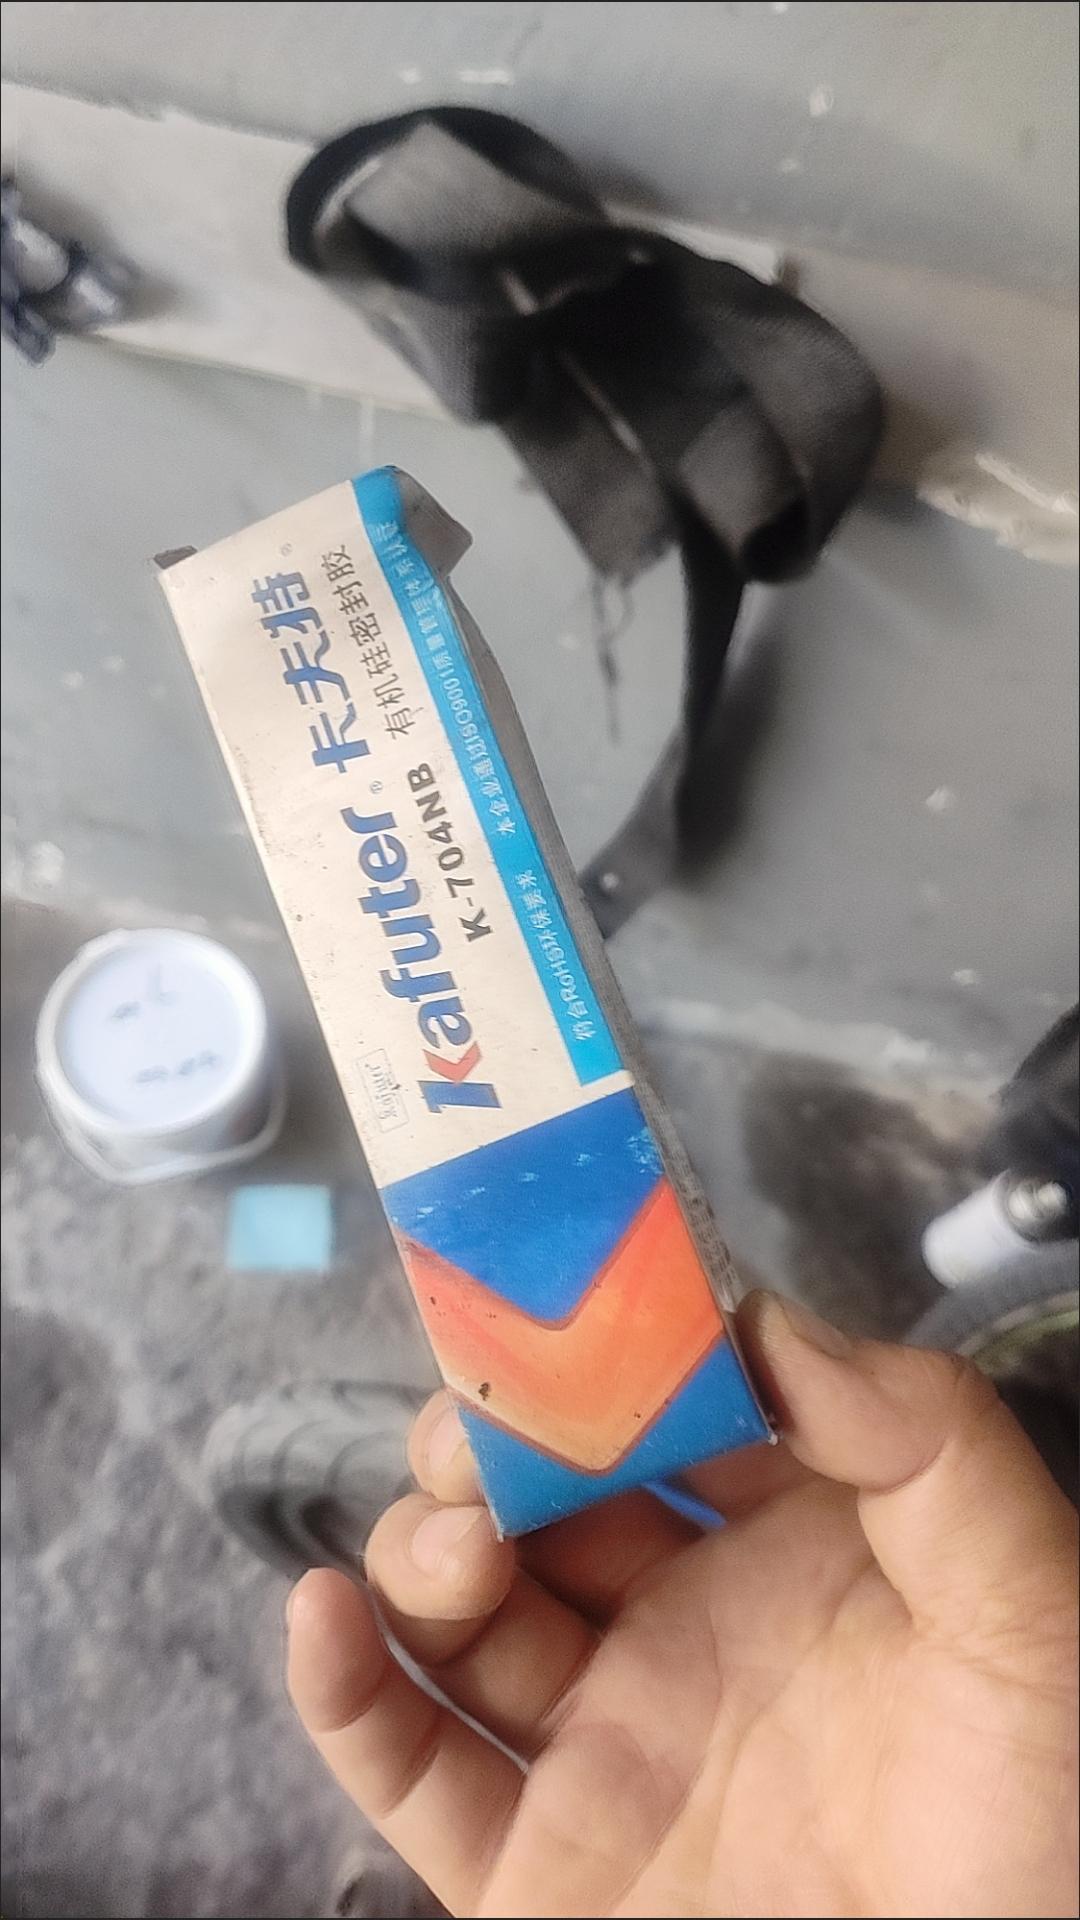 Kafuter
Kafuter® 卡夫特®
K-704NB 有机硅密封胶
符合RoHS环保要求 本企业通过ISO9001质量管理体系认证